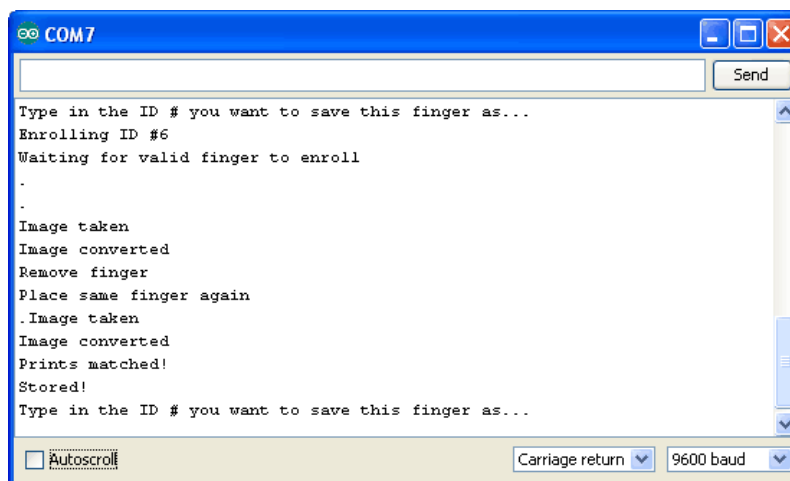 COM7
Send
Type in the ID # you want to save this finger as...
Enrolling ID #6
Waiting for valid finger to enroll
.
.
Image taken
Image converted
Remove finger
Place same finger again
.Image taken
Image converted
Prints matched!
Stored!
Type in the ID # you want to save this finger as...
Autoscroll Carriage return 9600 baud